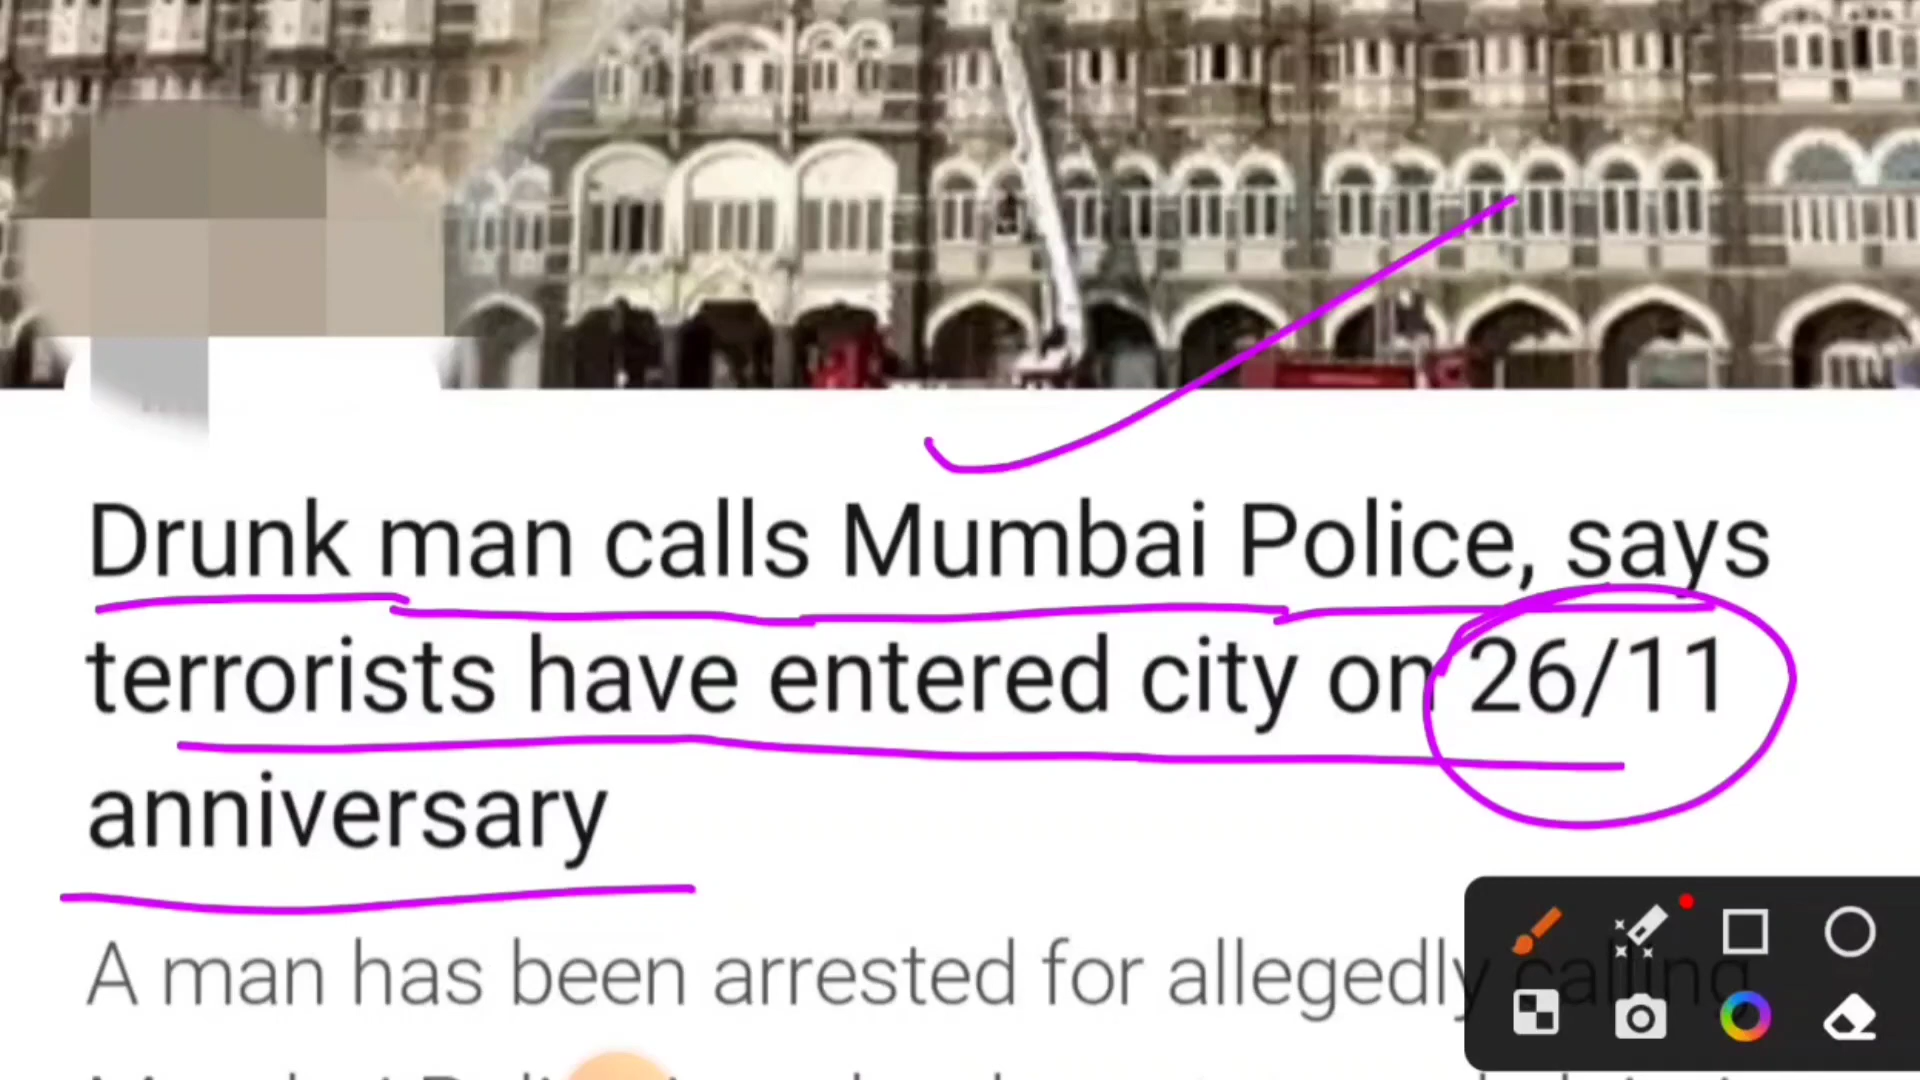 Drunk man calls Mumbai Police, says
terrorists have entered city on 26/11
anniversary
A man has been arrested for allegedly calling